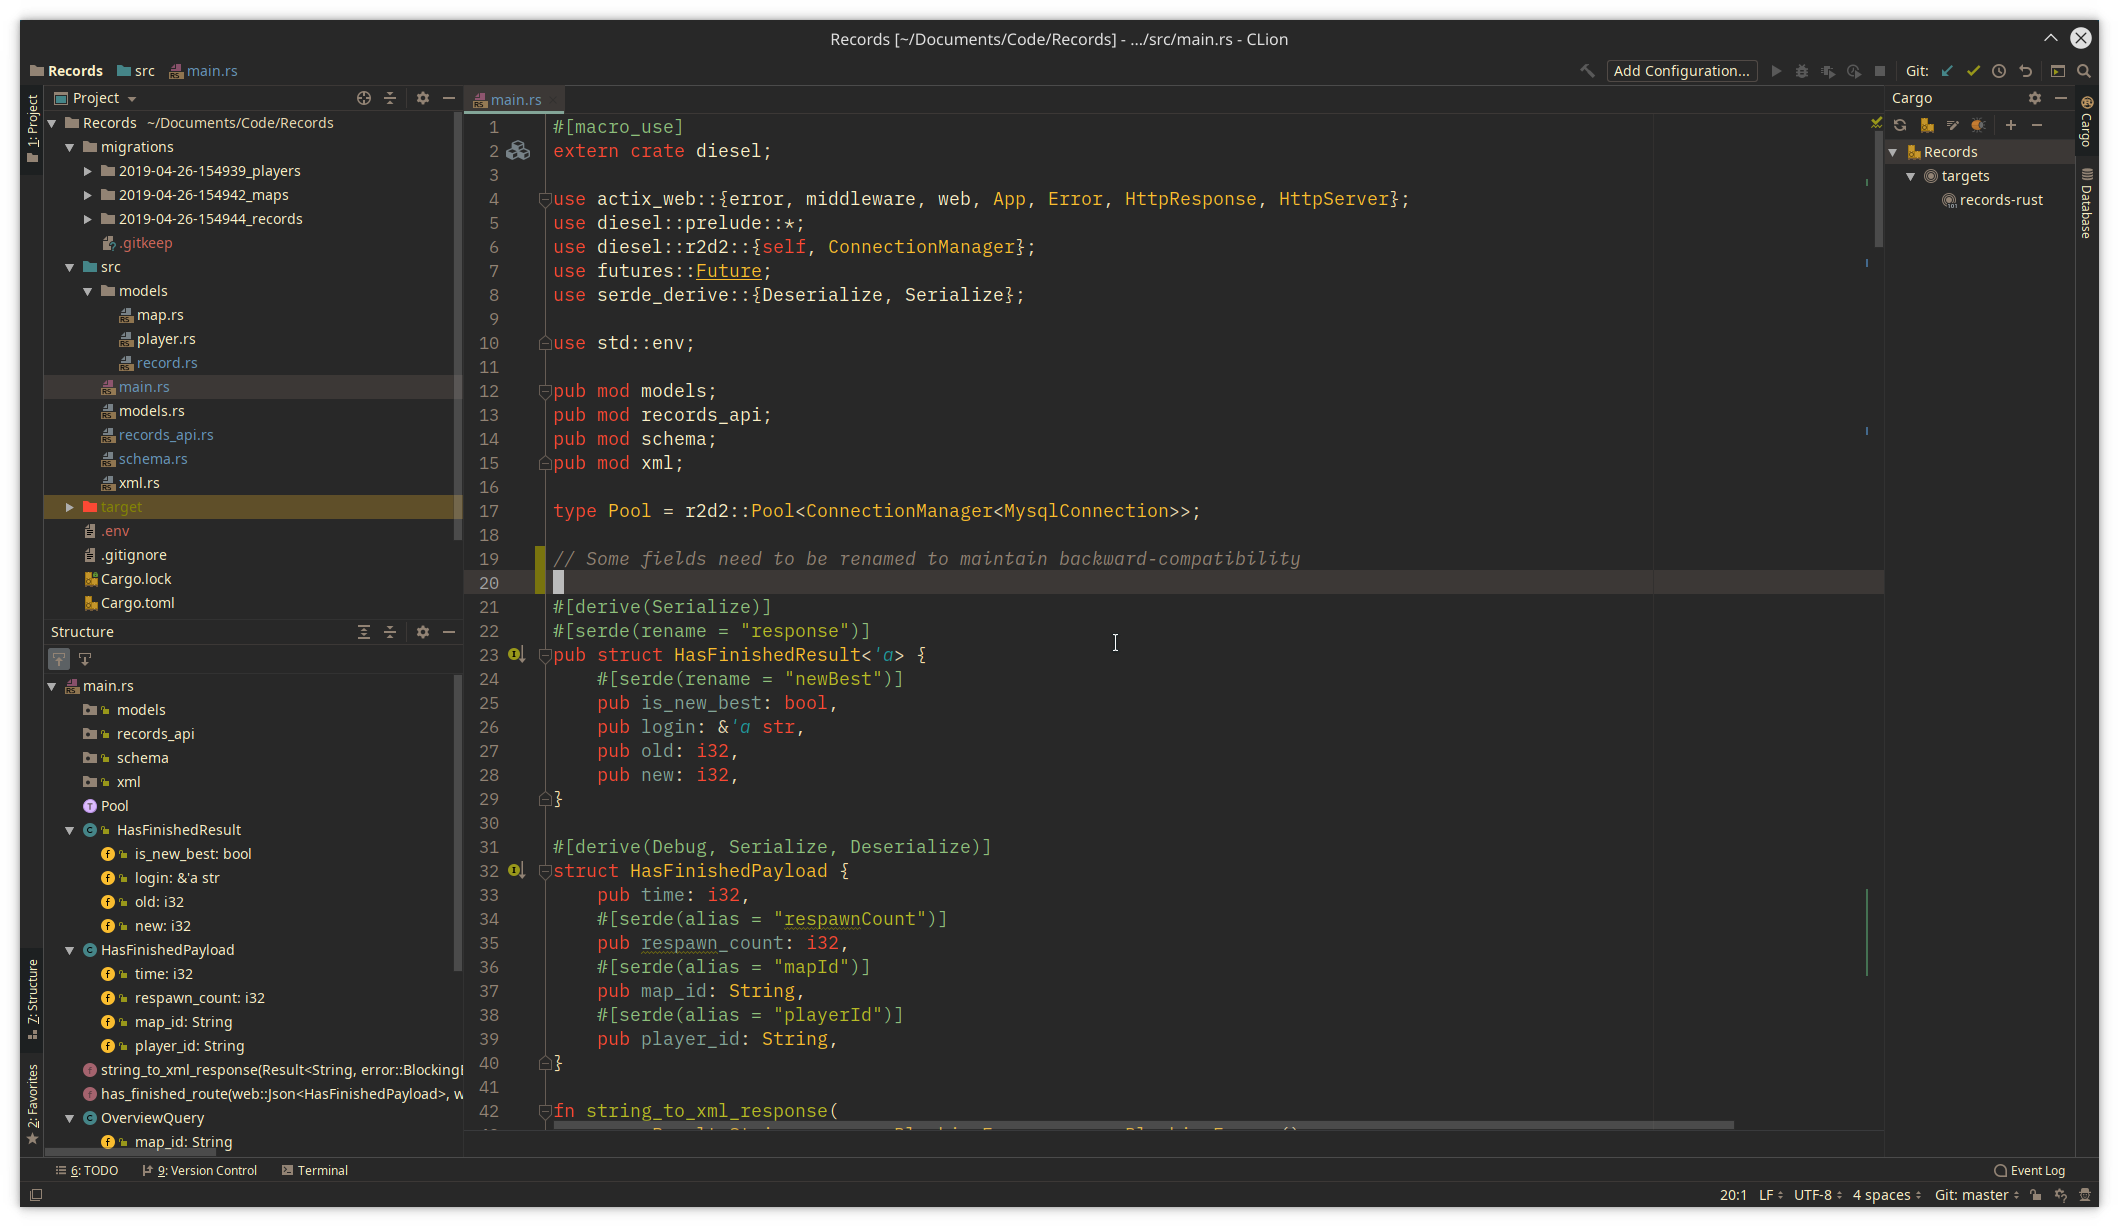 Records [~/Documents/Code/Records] - .../src/main.rs - CLion
Records src main.rs
Add Configuration...
Git:
1: Project
Project
Records ~/Documents/Code/Records
migrations
2019-04-26-154939_players
2019-04-26-154942_maps
2019-04-26-154944_records
.gitkeep
src
models
map.rs
player.rs
record.rs
main.rs
models.rs
records_api.rs
schema.rs
xml.rs
target
.env
.gitignore
Cargo.lock
Cargo.toml
Structure
main.rs
models
records_api
schema
xml
Pool
HasFinishedResult
is_new_best: bool
login: &'a str
old: i32
new: i32
HasFinishedPayload
time: i32
respawn_count: i32
map_id: String
player_id: String
string_to_xml_response(Result<String, error::Blocking
has_finished_route(web::Json<HasFinishedPayload>, w
OverviewQuery
map_id: String
7: Structure
2: Favorites
main.rs
1 #[macro_use]
2 extern crate diesel;
3
4 use actix_web::{error, middleware, web, App, Error, HttpResponse, HttpServer};
5 use diesel::prelude::*;
6 use diesel::r2d2::{self, ConnectionManager};
7 use futures::Future;
8 use serde_derive::{Deserialize, Serialize};
9
10 use std::env;
11
12 pub mod models;
13 pub mod records_api;
14 pub mod schema;
15 pub mod xml;
16
17 type Pool = r2d2::Pool<ConnectionManager<MysqlConnection>>;
18
19 // Some fields need to be renamed to maintain backward-compatibility
20
21 #[derive(Serialize)]
22 #[serde(rename = "response")]
23 pub struct HasFinishedResult<'a> {
24 #[serde(rename = "newBest")]
25 pub is_new_best: bool,
26 pub login: &'a str,
27 pub old: i32,
28 pub new: i32,
29 }
30
31 #[derive(Debug, Serialize, Deserialize)]
32 struct HasFinishedPayload {
33 pub time: i32,
34 #[serde(alias = "respawnCount")]
35 pub respawn_count: i32,
36 #[serde(alias = "mapId")]
37 pub map_id: String,
38 #[serde(alias = "playerId")]
39 pub player_id: String,
40 }
41
42 fn string_to_xml_response(
Cargo
Records
targets
records-rust
Cargo
Database
6: TODO 9: Version Control Terminal
Event Log
20:1 LF UTF-8 4 spaces Git: master